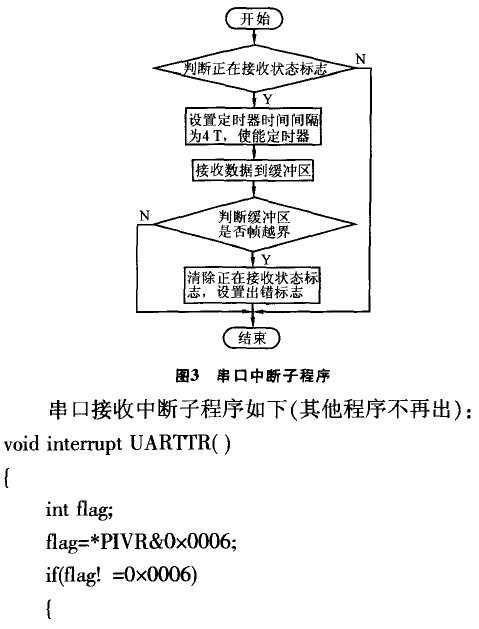 开始
判断正在接收状态标志
N
Y
设置定时器时间间隔
为4T，使能定时器
接收数据到缓冲区
N
判断缓冲区
是否帧越界
Y
清除正在接收状态标
志，设置出错标志
结束
图3 串口中断子程序
串口接收中断子程序如下(其他程序不再出)：
void interrupt UARTTR( )
{
int flag;
flag=*PIVR&0×0006;
if(flag! =0×0006)
{